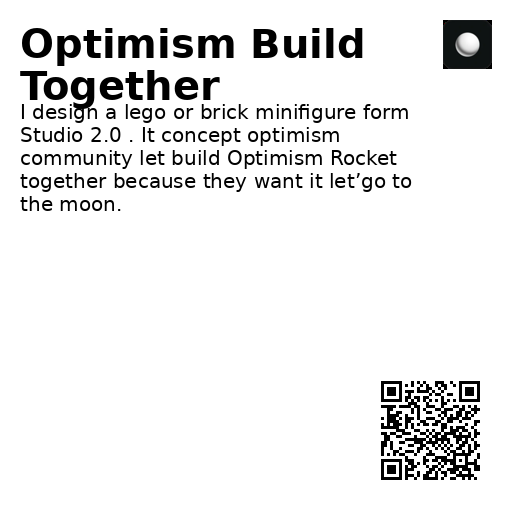 Optimism Build
Together
I design a lego or brick minifigure form
Studio 2.0 . It concept optimism
community let build Optimism Rocket
together because they want it let’go to
the moon.